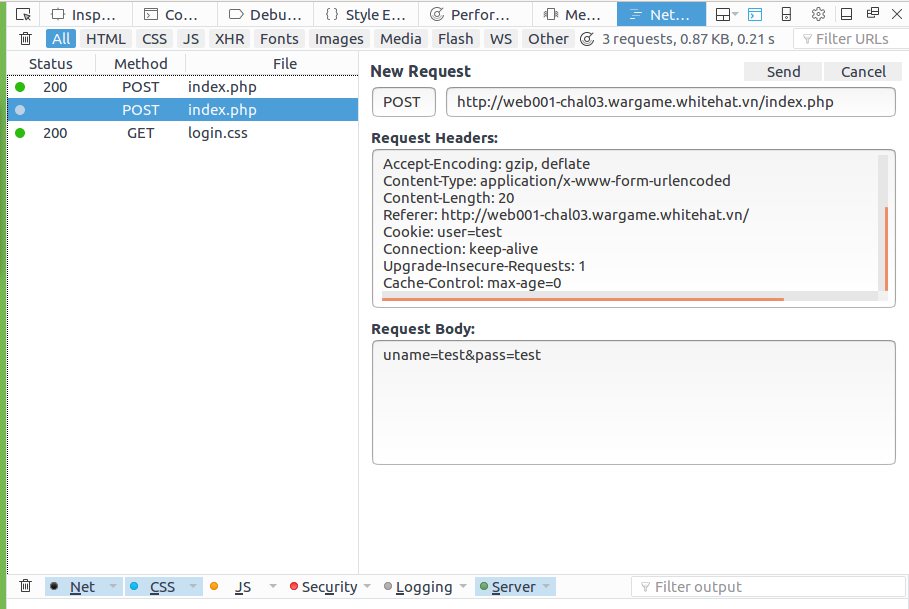 Insp… Co… Debu… { } Style E… Perfor… Me… Net…
All HTML CSS JS XHR Fonts Images Media Flash WS Other 3 requests, 0.87 KB, 0.21 s Filter URLs
Status Method File
200 POST index.php
POST index.php
200 GET login.css
New Request Send Cancel
POST http://web001-chal03.wargame.whitehat.vn/index.php
Request Headers:
Accept-Encoding: gzip, deflate
Content-Type: application/x-www-form-urlencoded
Content-Length: 20
Referer: http://web001-chal03.wargame.whitehat.vn/
Cookie: user=test
Connection: keep-alive
Upgrade-Insecure-Requests: 1
Cache-Control: max-age=0
Request Body:
uname=test&pass=test
Net CSS JS Security Logging Server Filter output